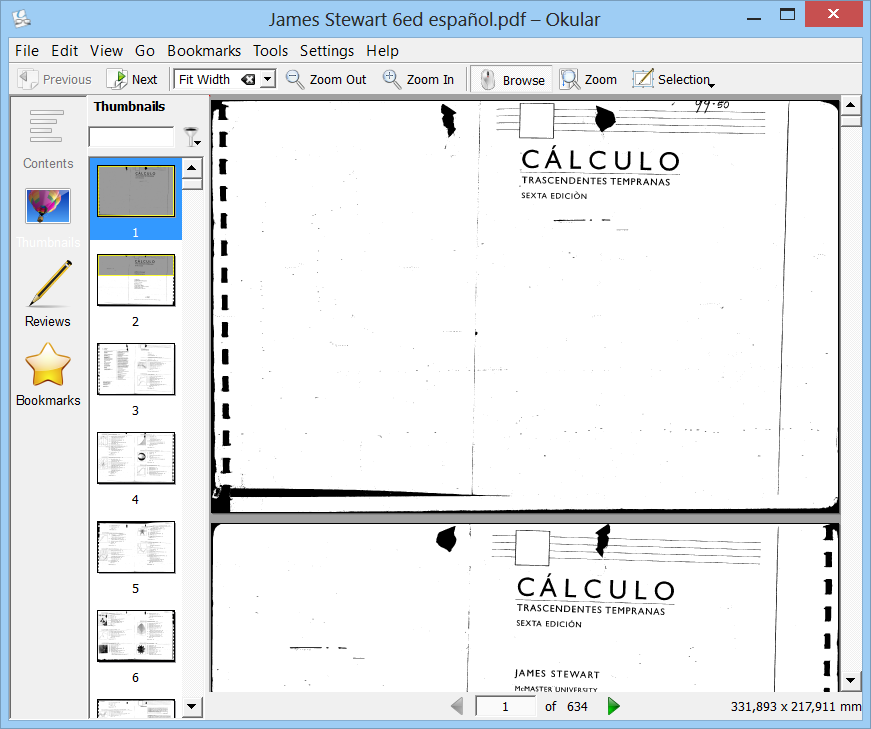 James Stewart 6ed español.pdf – Okular
File Edit View Go Bookmarks Tools Settings Help
Previous Next Fit Width Zoom Out Zoom In Browse Zoom Selection
Contents
Thumbnails
Reviews
Bookmarks
Thumbnails
1
2
3
4
5
6
99.50
CÁLCULO
TRASCENDENTES TEMPRANAS
SEXTA EDICIÓN
CÁLCULO
TRASCENDENTES TEMPRANAS
SEXTA EDICIÓN
JAMES STEWART
McMASTER UNIVERSITY
1 of 634
331,893 x 217,911 mm